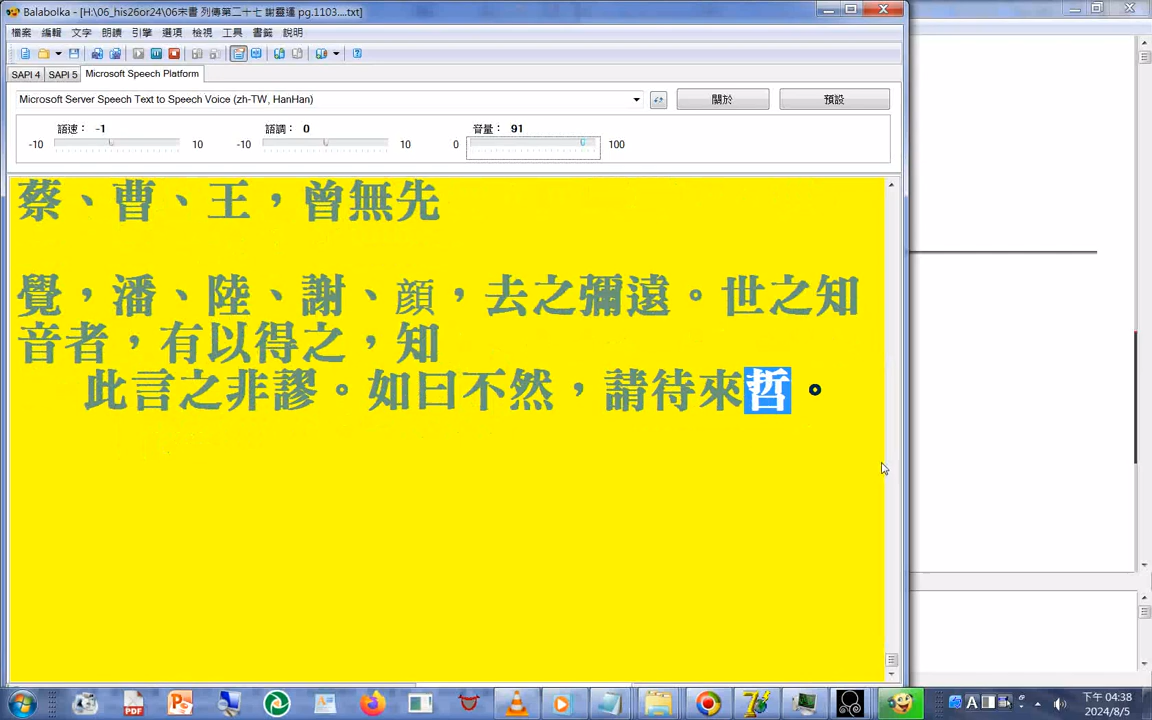 Balabolka - [H:\06_his26or24\06宋書 列傳第二十七 謝靈運 pg.1103....txt]
檔案 編輯 文字 朗讀 引擎 選項 檢視 工具 書籤 說明
SAPI 4 SAPI 5 Microsoft Speech Platform
Microsoft Server Speech Text to Speech Voice (zh-TW, HanHan) 關於 預設
語速： -1 語調： 0 音量： 91
-10 10 -10 10 0 100
蔡、曹、王，曾無先
覺，潘、陸、謝、顏，去之彌遠。世之知
音者，有以得之，知
此言之非謬。如曰不然，請待來哲。
下午 04:38
2024/8/5